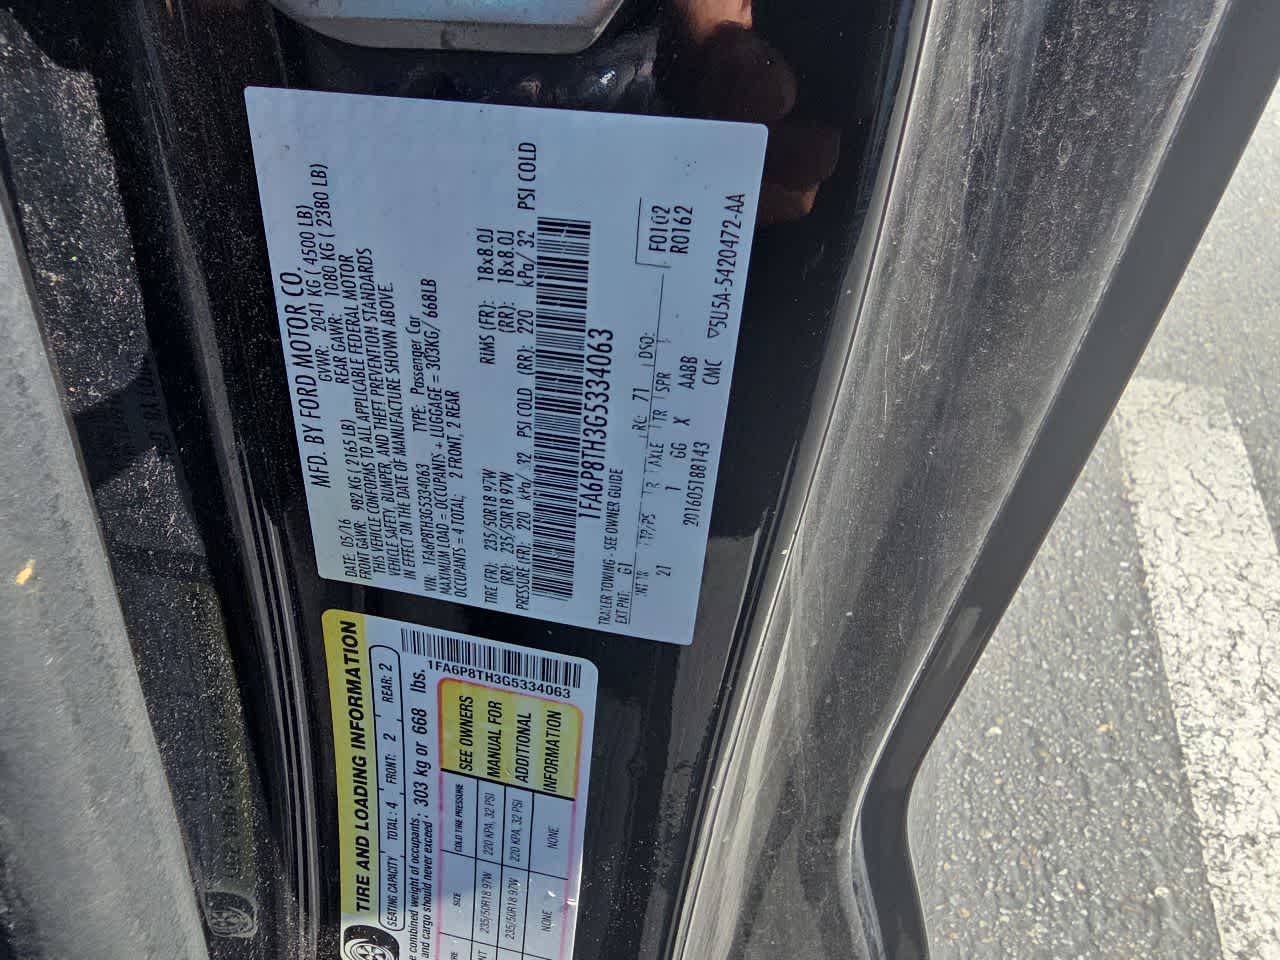 MFD. BY FORD MOTOR CO.
DATE: 05/16 GVWR: 2041 KG ( 4500 LB)
FRONT GAWR: 982 KG( 2165 LB) REAR GAWR: 1080 KG ( 2380 LB)
THIS VEHICLE CONFORMS TO ALL APPLICABLE FEDERAL MOTOR
VEHICLE SAFETY, BUMPER, AND THEFT PREVENTION STANDARDS
IN EFFECT ON THE DATE OF MANUFACTURE SHOWN ABOVE.
VIN: 1FA6P8TH3G5334063 TYPE: Passenger Car
MAXIMUM LOAD = OCCUPANTS + LUGGAGE = 303KG/ 668LB
OCCUPANTS = 4 TOTAL: 2 FRONT, 2 REAR
TIRE (FR): 235/50R18 97W RIMS (FR): 18x8.0J
(RR): 235/50R18 97W (RR): 18x8.0J
PRESSURE (FR): 220 kPa/ 32 PSI COLD (RR): 220 kPa/ 32 PSI COLD
1FA6P8TH3G5334063
TRAILER TOWING - SEE OWNER GUIDE
EXT PNT: G1 RC: 71 DSO: F0162
INT TR TP/PS R AXLE TR SPR R0162
21 1 GG X AABB
20160518B143 CMC ▽5U5A-5420472-AA
TIRE AND LOADING INFORMATION
SEATING CAPACITY TOTAL: 4 FRONT: 2 REAR: 2
combined weight of occupants
and cargo should never exceed: 303 kg or 668 lbs.
1FA6P8TH3G5334063
SIZE COLD TIRE PRESSURE
235/50R18 97W 220 KPA, 32 PSI
235/50R18 97W 220 KPA, 32 PSI
NONE NONE
SEE OWNERS
MANUAL FOR
ADDITIONAL
INFORMATION